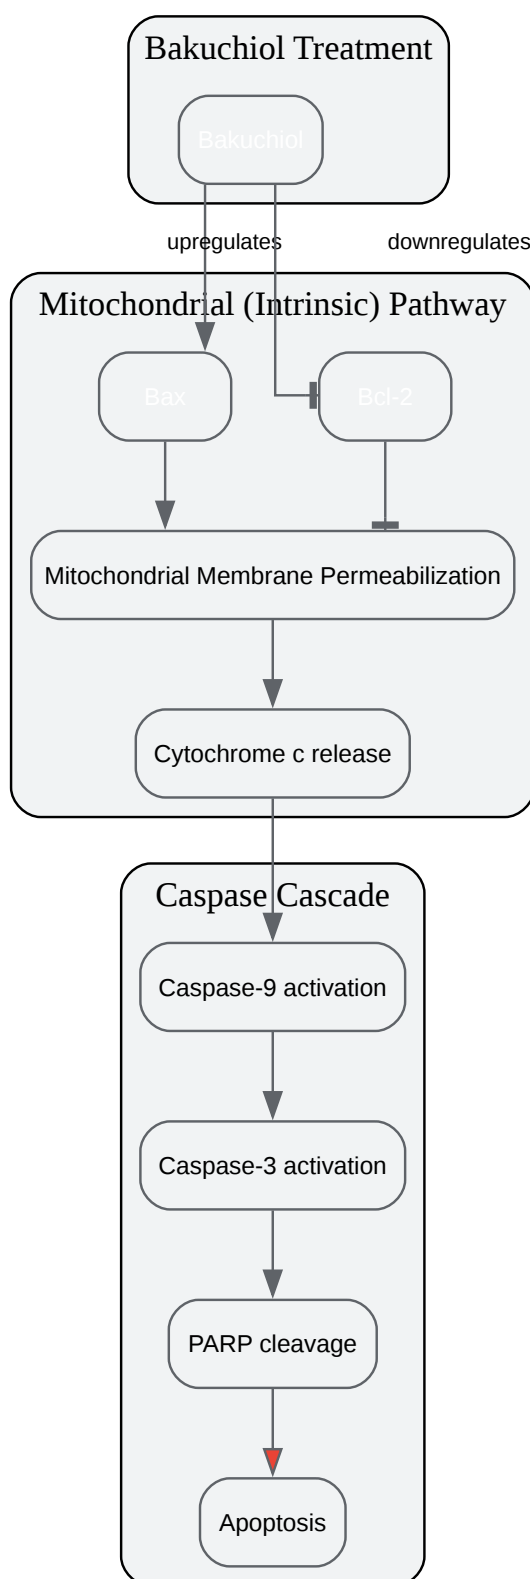 Bakuchiol Treatment
Bakuchiol
upregulates
downregulates
Mitochondrial (Intrinsic) Pathway
Bax
Bcl-2
Mitochondrial Membrane Permeabilization
Cytochrome c release
Caspase Cascade
Caspase-9 activation
Caspase-3 activation
PARP cleavage
Apoptosis